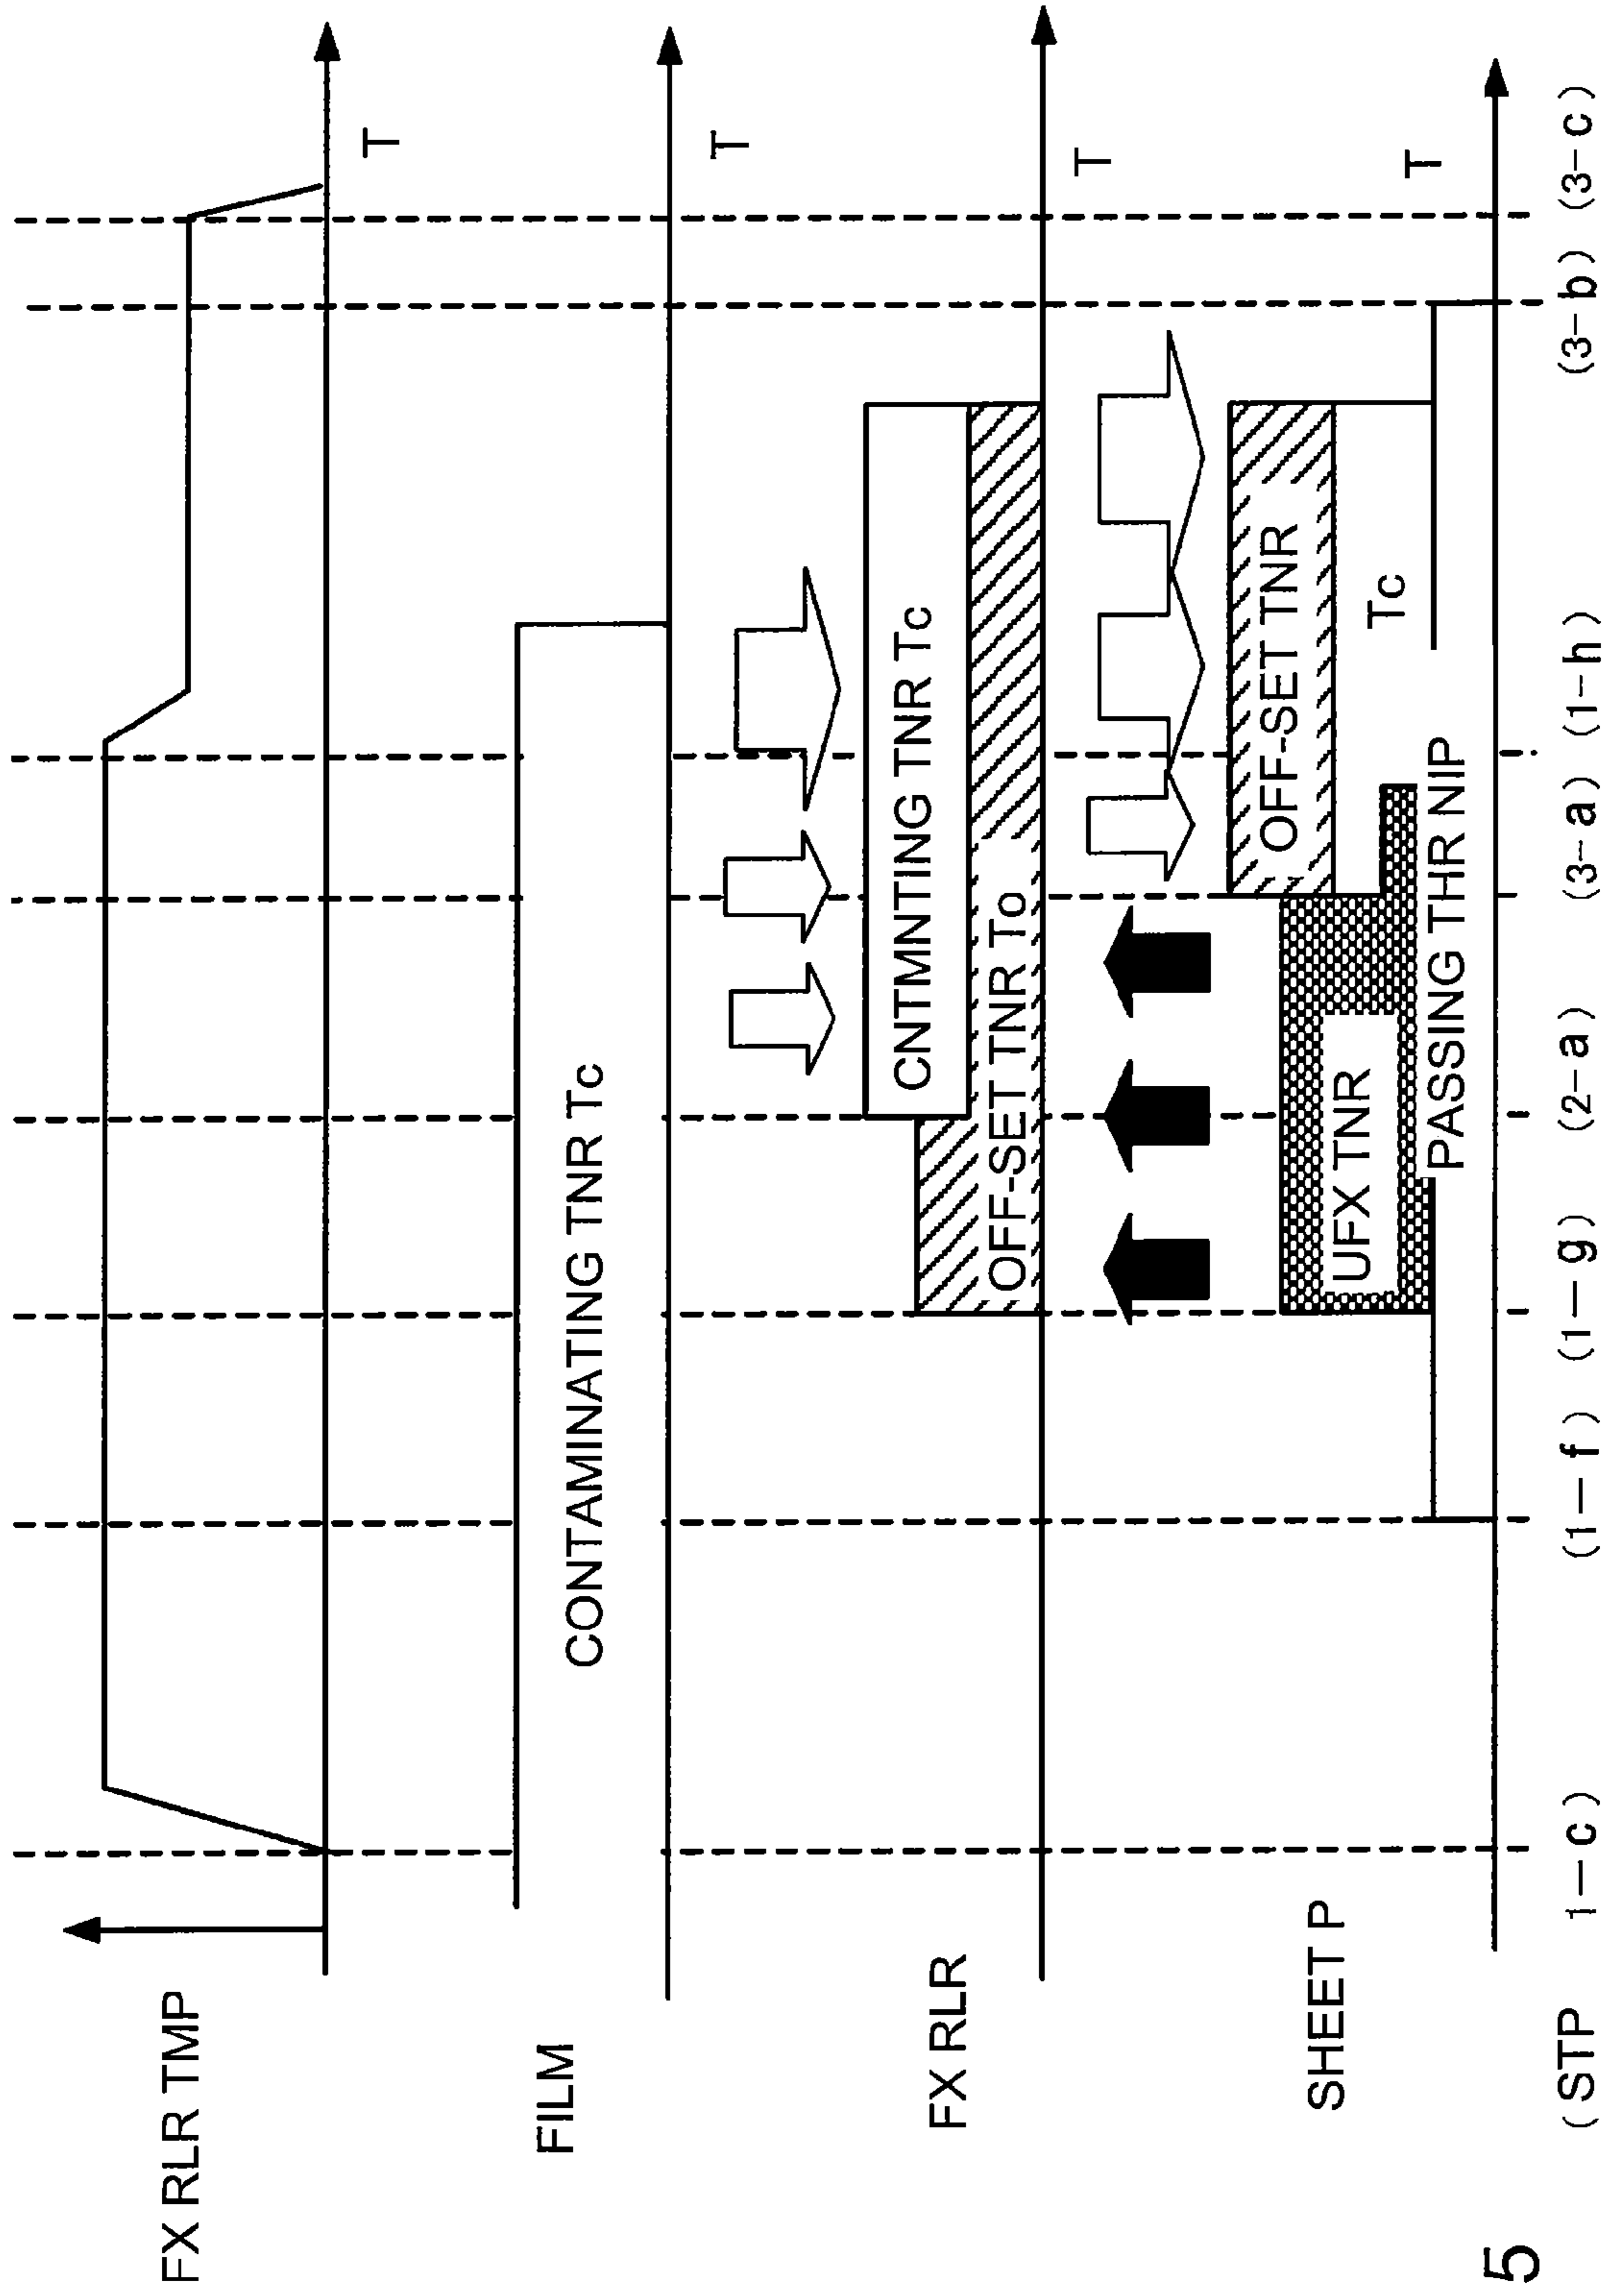 FX RLR TMP
T
FILM
CONTAMINATING TNR Tc
T
FX RLR
CNTMNTING TNR Tc
OFF-SET TNR To
T
SHEET P
OFF-SET TNR
UFX TNR
Tc
PASSING THR NIP
T
(STP 1-c) (1-f) (1-g) (2-a) (3-a) (1-h) (3-b) (3-c)
5